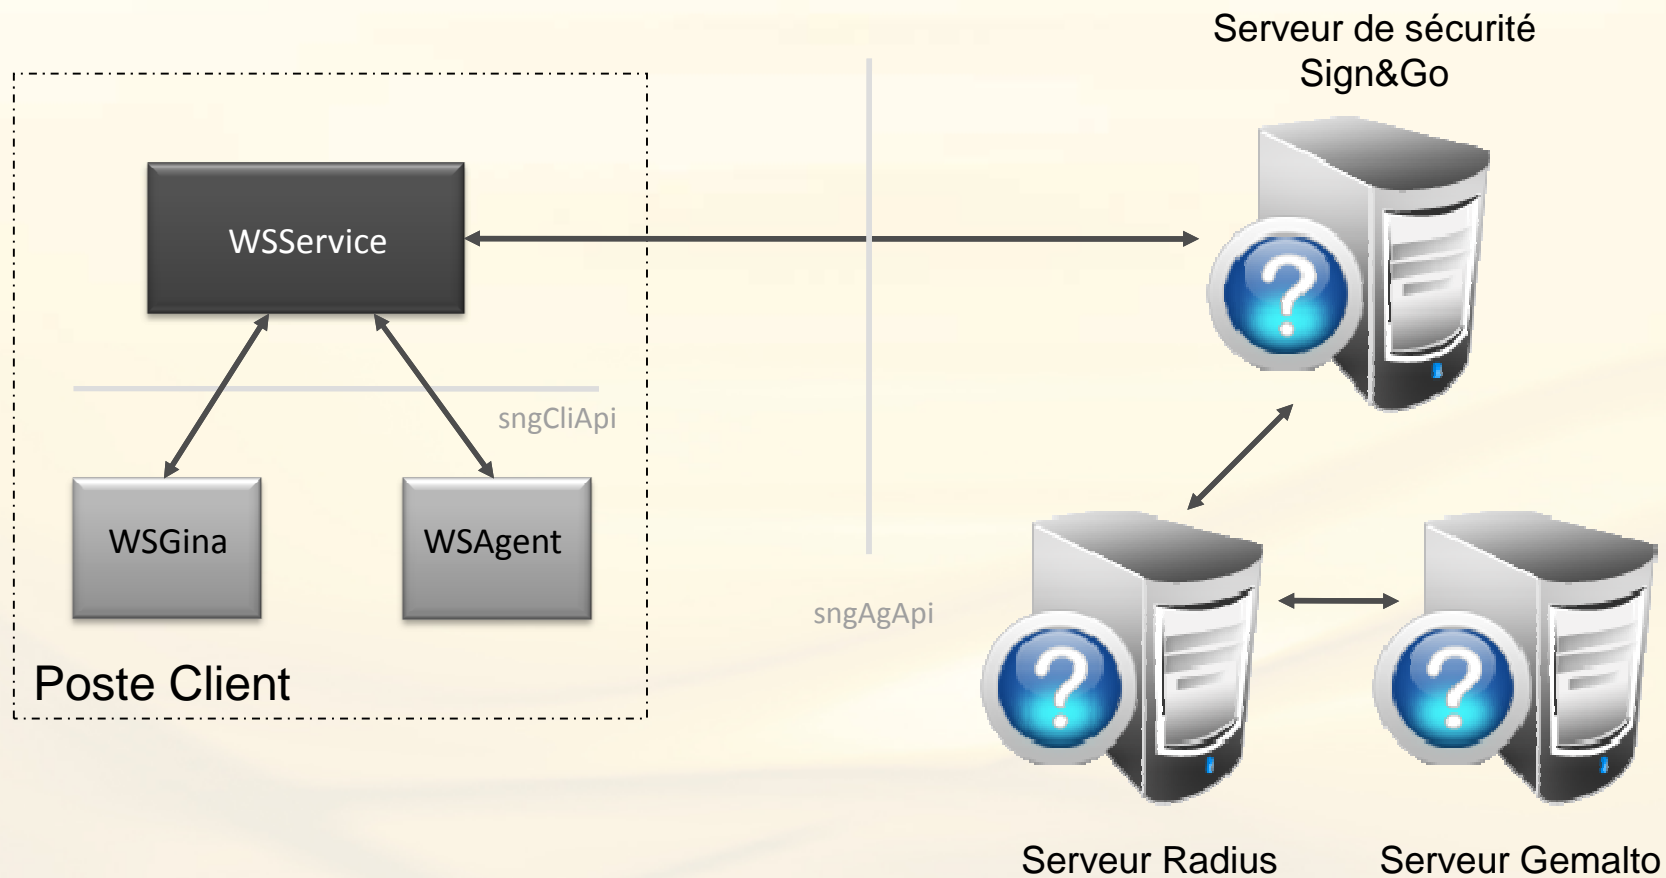 Serveur de sécurité
Sign&Go
WSService
sngCliApi
WSGina
WSAgent
sngAgApi
Poste Client
Serveur Radius
Serveur Gemalto